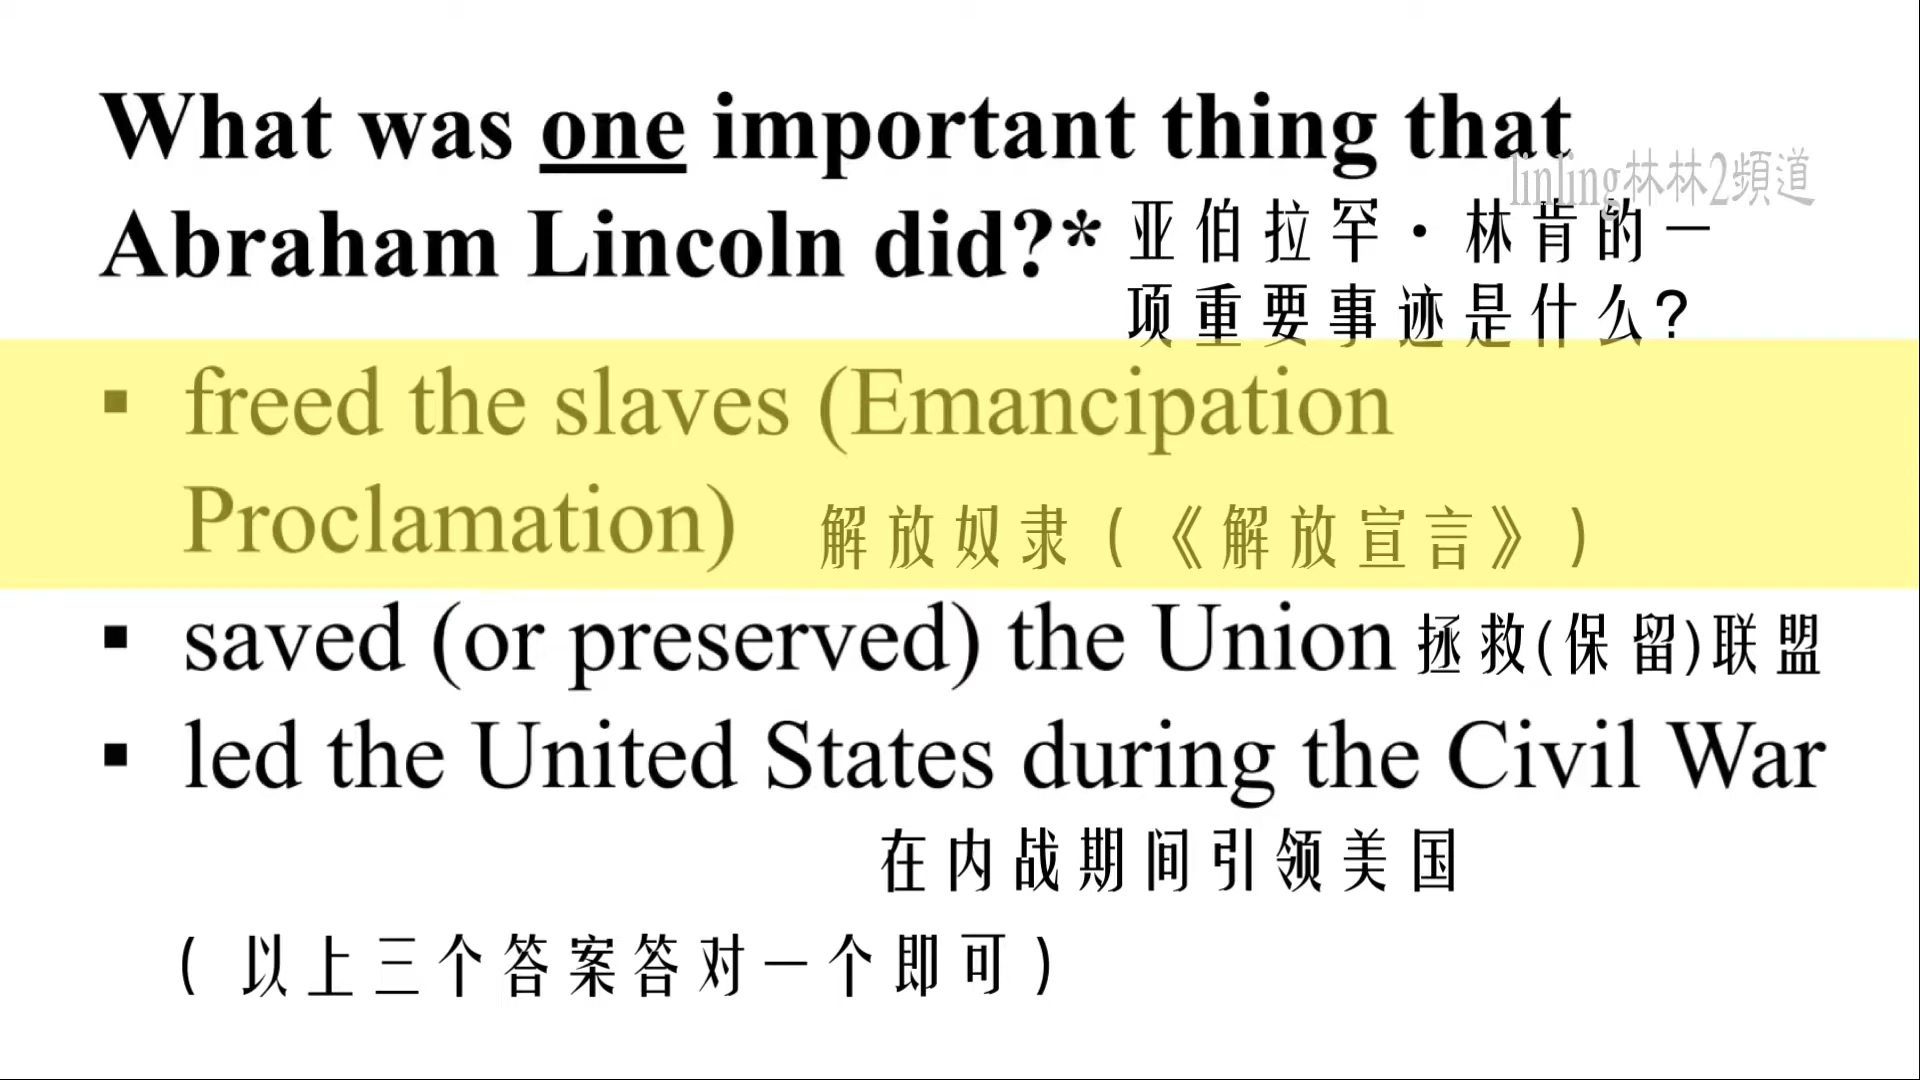 What was one important thing that
linling林林2頻道
Abraham Lincoln did?* 亚伯拉罕·林肯的一
项重要事迹是什么?
▪ freed the slaves (Emancipation
Proclamation) 解放奴隶(《解放宣言》)
▪ saved (or preserved) the Union 拯救(保留)联盟
▪ led the United States during the Civil War
在内战期间引领美国
(以上三个答案答对一个即可)